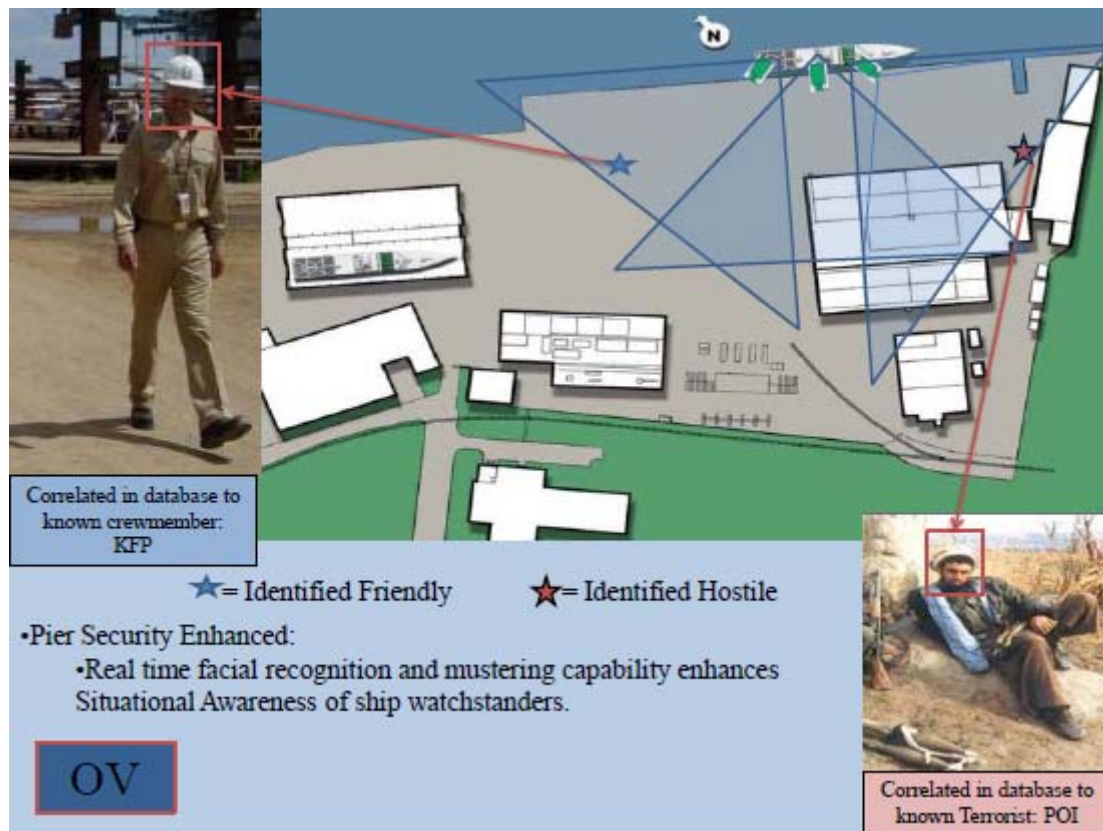 N
Correlated in database to
known crewmember:
KFP
= Identified Friendly
= Identified Hostile
•Pier Security Enhanced:
•Real time facial recognition and mustering capability enhances
Situational Awareness of ship watchstanders.
OV
Correlated in database to
known Terrorist: POI